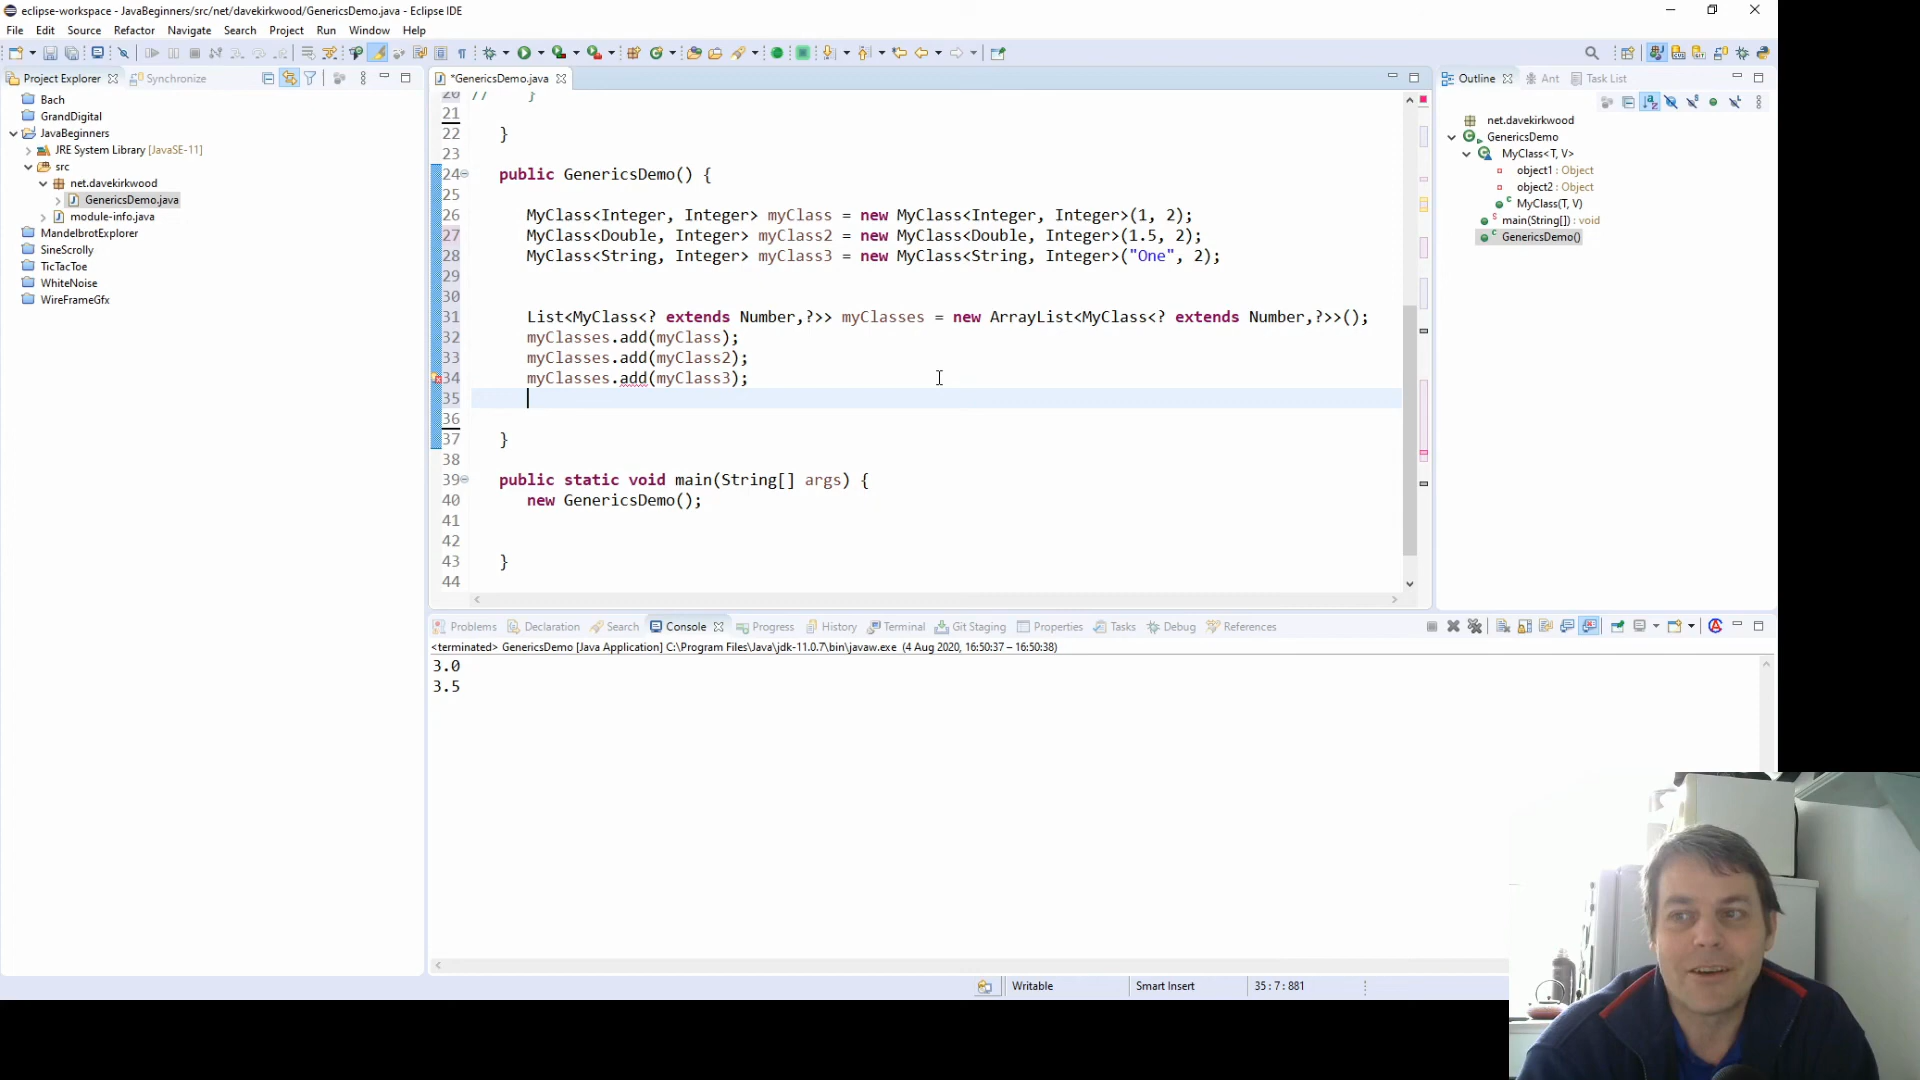 eclipse-workspace - JavaBeginners/src/net/davekirkwood/GenericsDemo.java - Eclipse IDE
File Edit Source Refactor Navigate Search Project Run Window Help
Project Explorer Synchronize
Bach
GrandDigital
JavaBeginners
JRE System Library [JavaSE-11]
src
net.davekirkwood
GenericsDemo.java
module-info.java
MandelbrotExplorer
SineScrolly
TicTacToe
WhiteNoise
WireFrameGfx
*GenericsDemo.java
20 // }
21
22 }
23
24 public GenericsDemo() {
25
26 MyClass<Integer, Integer> myClass = new MyClass<Integer, Integer>(1, 2);
27 MyClass<Double, Integer> myClass2 = new MyClass<Double, Integer>(1.5, 2);
28 MyClass<String, Integer> myClass3 = new MyClass<String, Integer>("One", 2);
29
30
31 List<MyClass<? extends Number,?>> myClasses = new ArrayList<MyClass<? extends Number,?>>();
32 myClasses.add(myClass);
33 myClasses.add(myClass2);
34 myClasses.add(myClass3);
35
36
37 }
38
39 public static void main(String[] args) {
40 new GenericsDemo();
41
42
43 }
44
Outline Ant Task List
net.davekirkwood
GenericsDemo
MyClass<T, V>
object1 : Object
object2 : Object
MyClass(T, V)
main(String[]) : void
GenericsDemo()
Problems Declaration Search Console Progress History Terminal Git Staging Properties Tasks Debug References
<terminated> GenericsDemo [Java Application] C:\Program Files\Java\jdk-11.0.7\bin\javaw.exe (4 Aug 2020, 16:50:37 – 16:50:38)
3.0
3.5
Writable Smart Insert 35 : 7 : 881